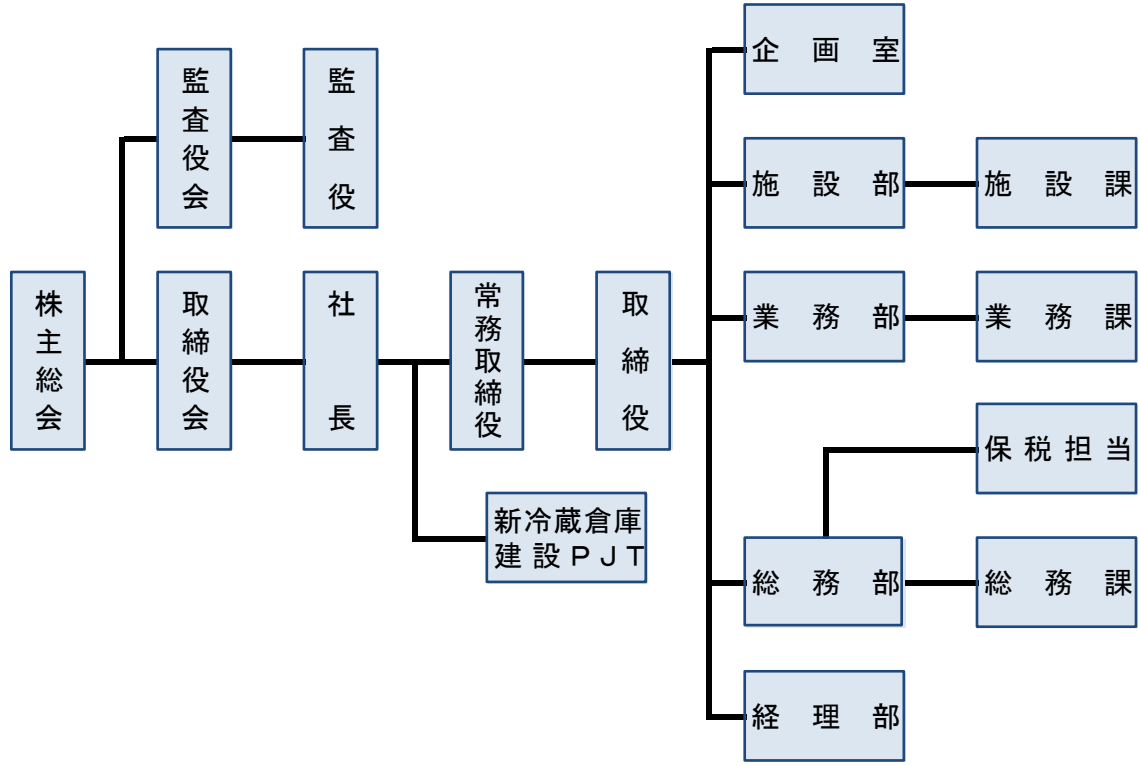 株主総会
監査役会
監査役
取締役会
社長
常務取締役
新冷蔵倉庫
建設ＰＪＴ
取締役
企画室
施設部
施設課
業務部
業務課
保税担当
総務部
総務課
経理部